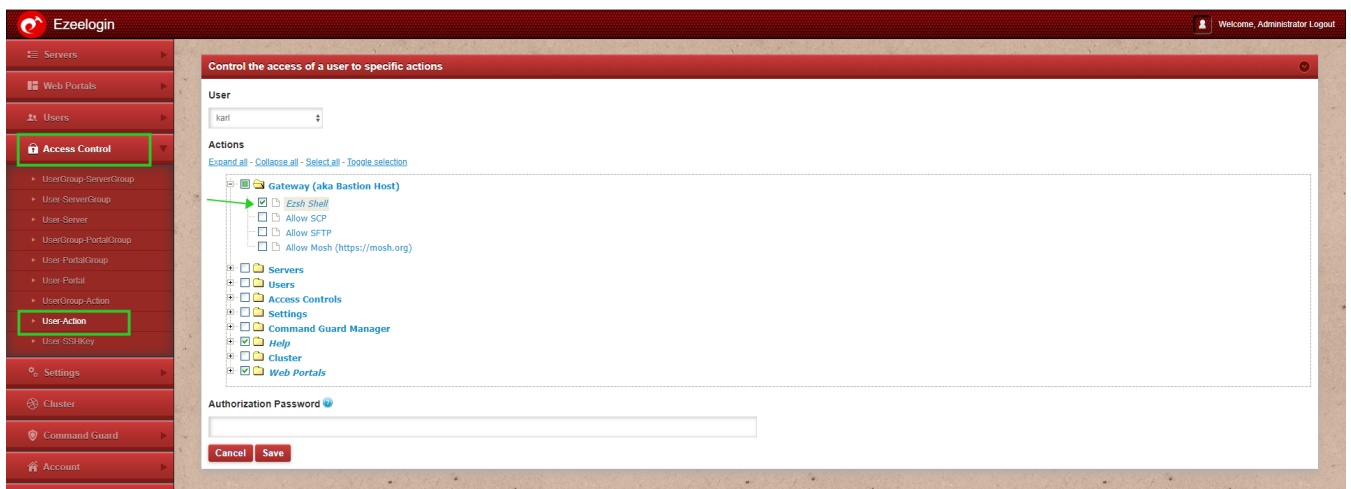 Ezeelogin
Welcome, Administrator Logout
Servers
Web Portals
Users
Access Control
UserGroup-ServerGroup
User-ServerGroup
User-Server
UserGroup-PortalGroup
User-PortalGroup
User-Portal
UserGroup-Action
User-Action
User-SSHKey
Settings
Cluster
Command Guard
Account
Control the access of a user to specific actions
User
karl
Actions
Expand all - Collapse all - Select all - Toggle selection
Gateway (aka Bastion Host)
Ezsh Shell
Allow SCP
Allow SFTP
Allow Mosh (https://mosh.org)
Servers
Users
Access Controls
Settings
Command Guard Manager
Help
Cluster
Web Portals
Authorization Password
Cancel Save